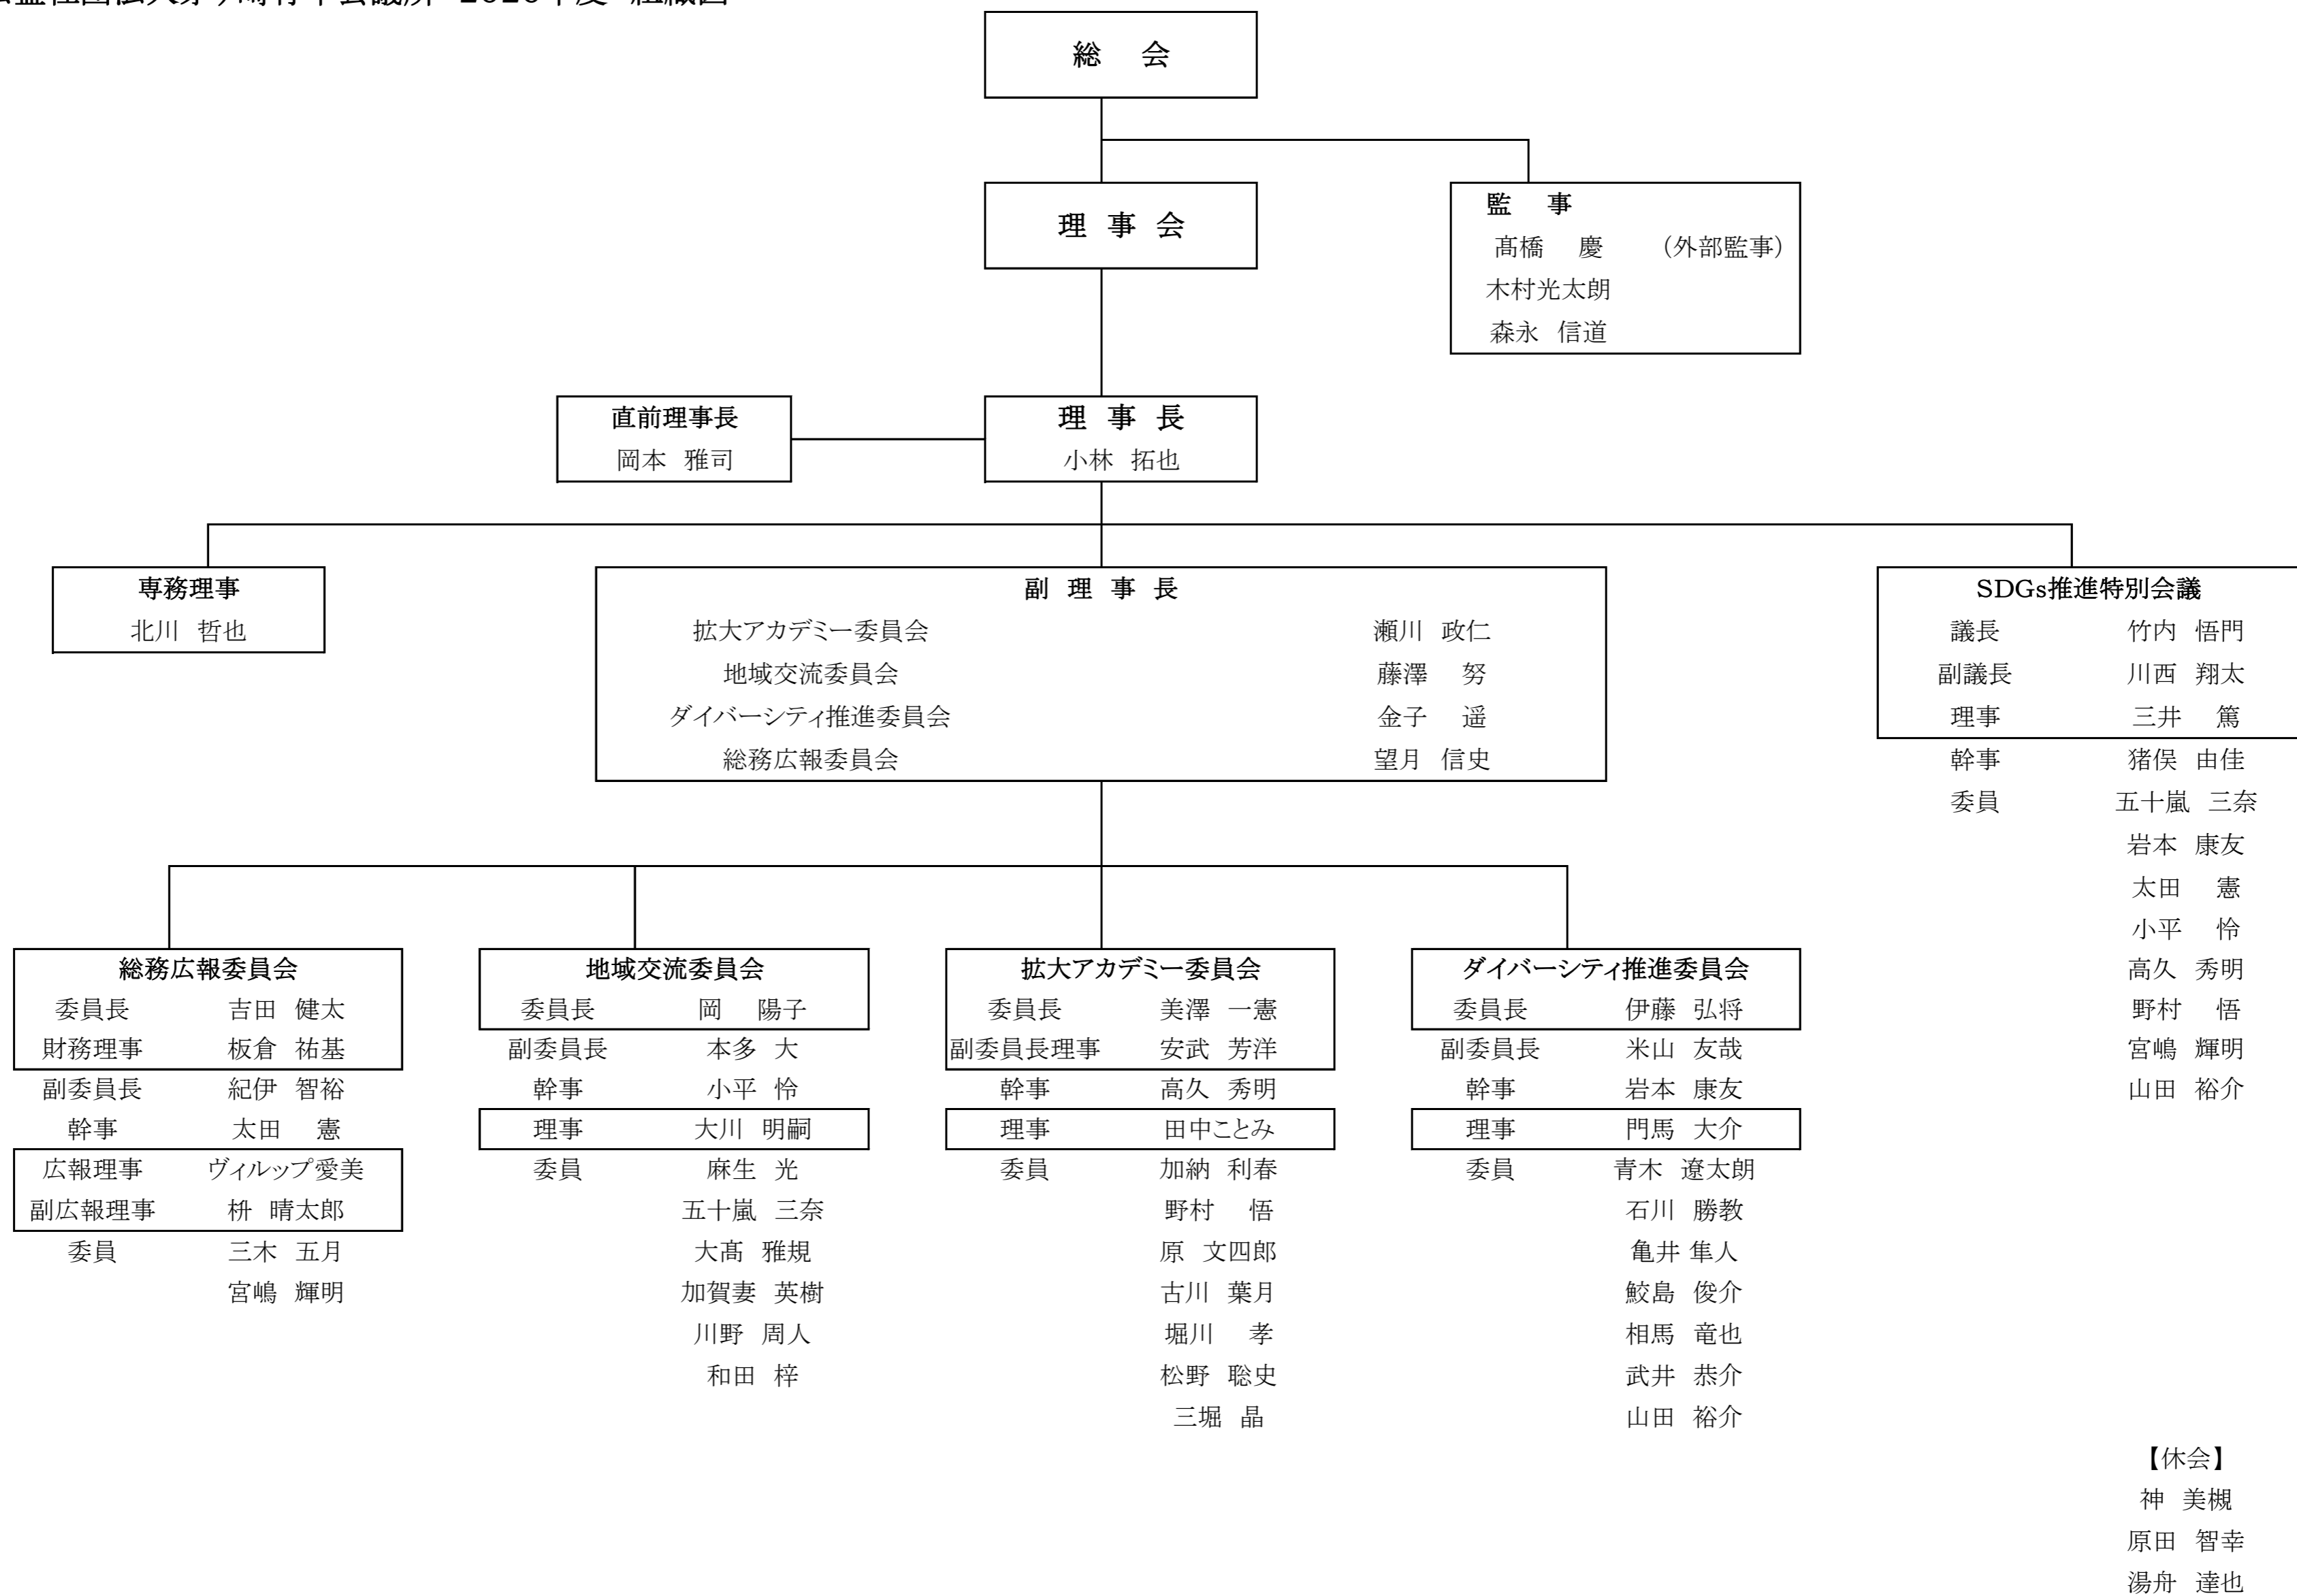 総 会
理 事 会
監 事
髙橋 慶 (外部監事)
木村光太朗
森永 信道
直前理事長
岡本 雅司
理 事 長
小林 拓也
専務理事
北川 哲也
副 理 事 長
拡大アカデミー委員会 瀬川 政仁
地域交流委員会 藤澤 努
ダイバーシティ推進委員会 金子 遥
総務広報委員会 望月 信史
SDGs推進特別会議
議長 竹内 悟門
副議長 川西 翔太
理事 三井 篤
幹事 猪俣 由佳
委員 五十嵐 三奈
岩本 康友
太田 憲
小平 怜
高久 秀明
野村 悟
宮嶋 輝明
山田 裕介
総務広報委員会
委員長 吉田 健太
財務理事 板倉 祐基
副委員長 紀伊 智裕
幹事 太田 憲
広報理事 ヴィルップ愛美
副広報理事 枡 晴太郎
委員 三木 五月
宮嶋 輝明
地域交流委員会
委員長 岡 陽子
副委員長 本多 大
幹事 小平 怜
理事 大川 明嗣
委員 麻生 光
五十嵐 三奈
大髙 雅規
加賀妻 英樹
川野 周人
和田 梓
拡大アカデミー委員会
委員長 美澤 一憲
副委員長理事 安武 芳洋
幹事 高久 秀明
理事 田中ことみ
委員 加納 利春
野村 悟
原 文四郎
古川 葉月
堀川 孝
松野 聡史
三堀 晶
ダイバーシティ推進委員会
委員長 伊藤 弘将
副委員長 米山 友哉
幹事 岩本 康友
理事 門馬 大介
委員 青木 遼太朗
石川 勝教
亀井 隼人
鮫島 俊介
相馬 竜也
武井 恭介
山田 裕介
【休会】
神 美槻
原田 智幸
湯舟 達也